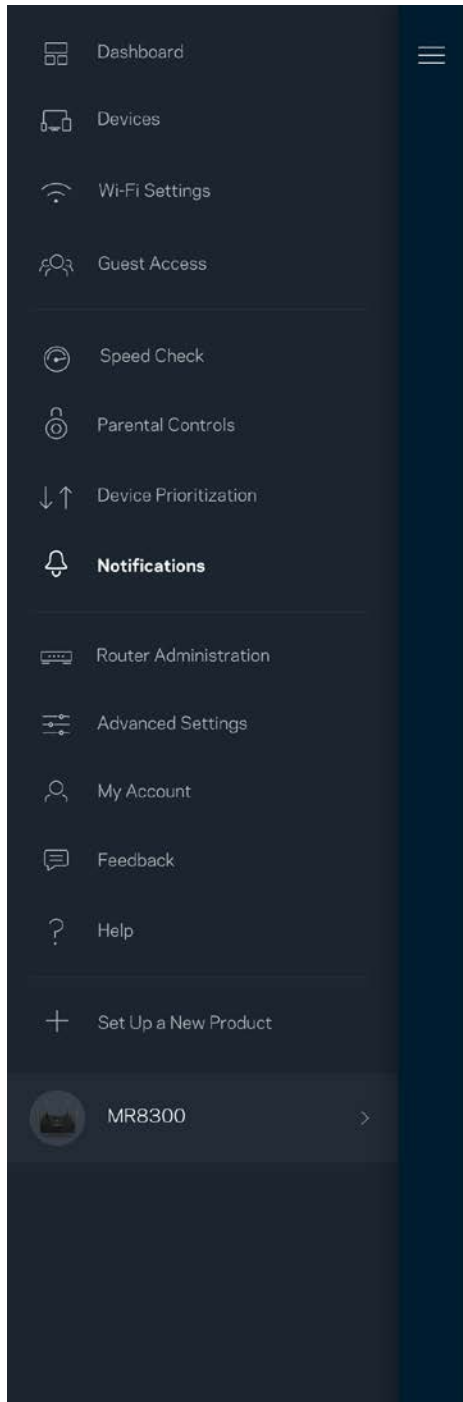 Dashboard
Devices
Wi-Fi Settings
Guest Access
Speed Check
Parental Controls
Device Prioritization
Notifications
Router Administration
Advanced Settings
My Account
Feedback
Help
Set Up a New Product
MR8300